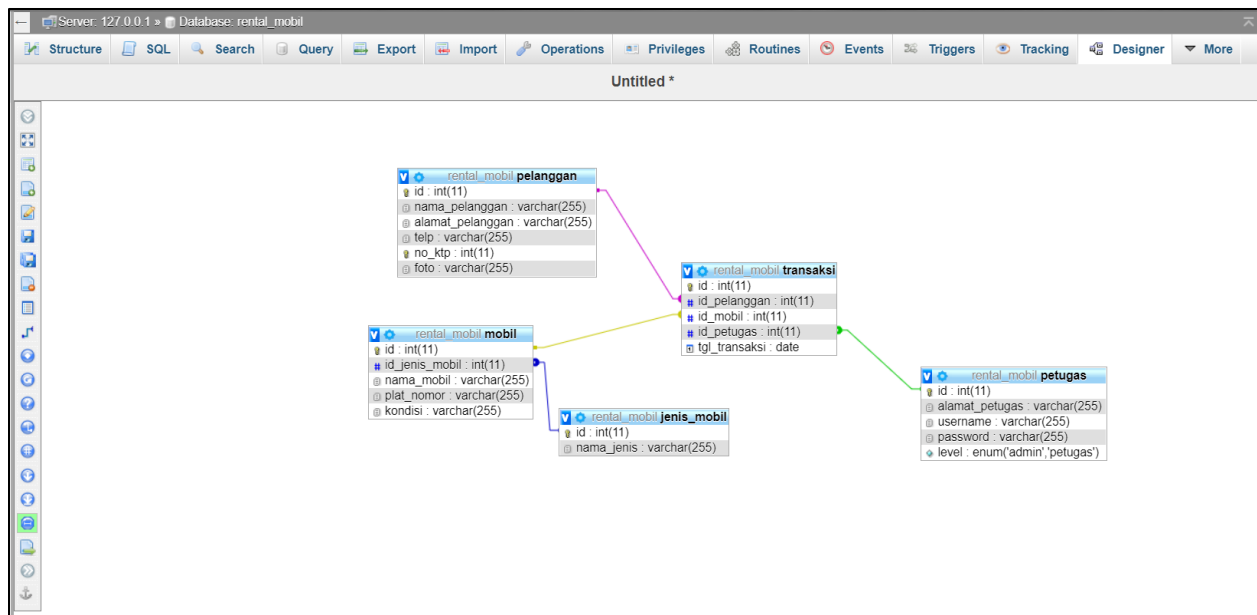 Server: 127.0.0.1 » Database: rental_mobil
Structure SQL Search Query Export Import Operations Privileges Routines Events Triggers Tracking Designer More
Untitled *
rental_mobil pelanggan
id : int(11)
nama_pelanggan : varchar(255)
alamat_pelanggan : varchar(255)
telp : varchar(255)
no_ktp : int(11)
foto : varchar(255)
rental_mobil transaksi
id : int(11)
id_pelanggan : int(11)
id_mobil : int(11)
id_petugas : int(11)
tgl_transaksi : date
rental_mobil mobil
id : int(11)
id_jenis_mobil : int(11)
nama_mobil : varchar(255)
plat_nomor : varchar(255)
kondisi : varchar(255)
rental_mobil jenis_mobil
id : int(11)
nama_jenis : varchar(255)
rental_mobil petugas
id : int(11)
alamat_petugas : varchar(255)
username : varchar(255)
password : varchar(255)
level : enum('admin','petugas')